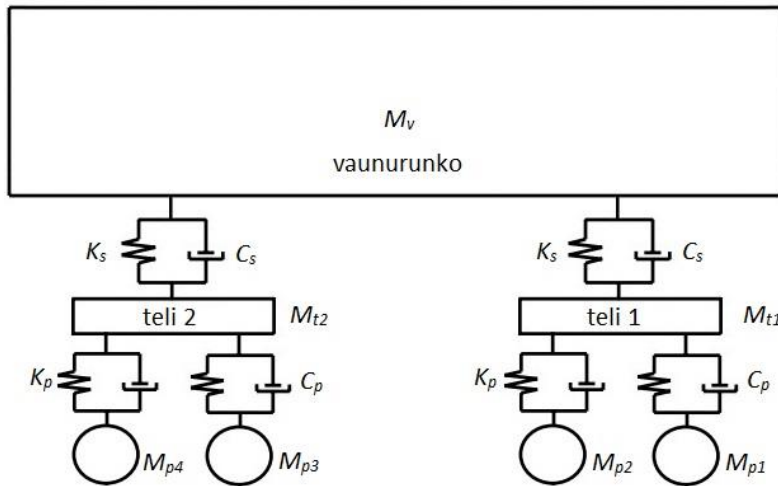 Mv
vaunurunko
Ks Cs Ks Cs
teli 2 Mt2 teli 1 Mt1
Kp Cp Kp Cp
Mp4 Mp3 Mp2 Mp1